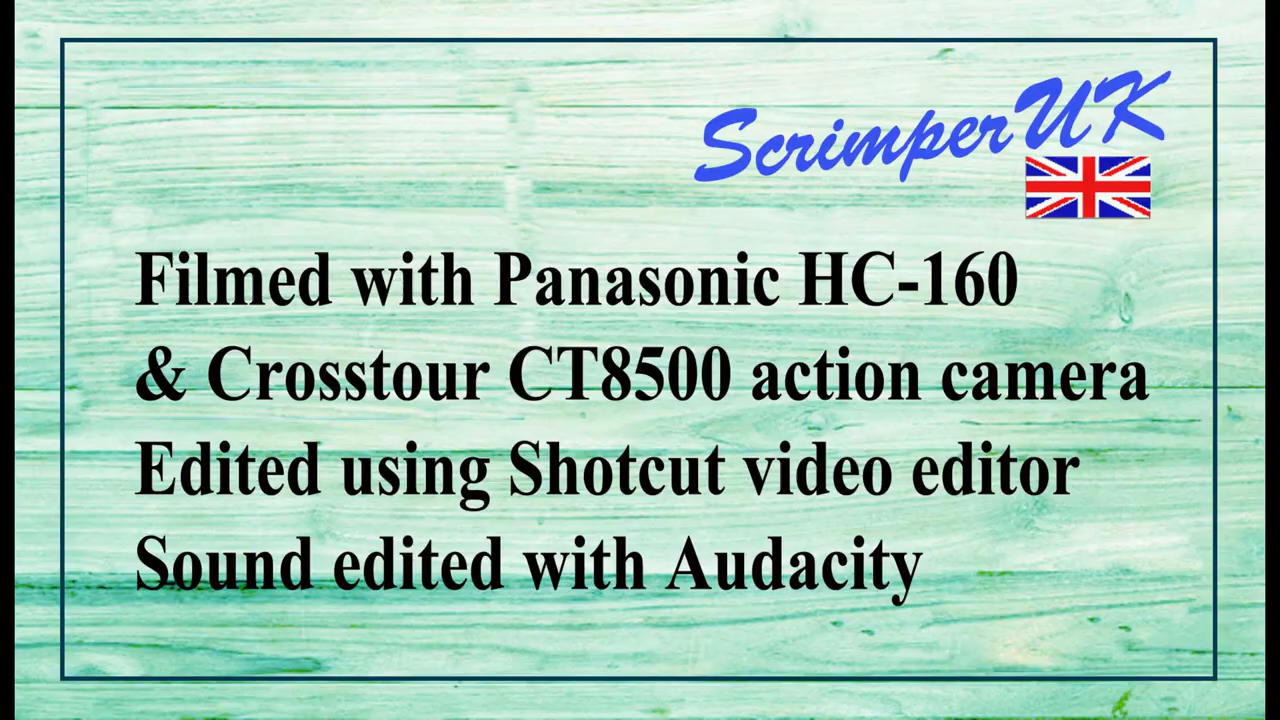 ScrimperUK
Filmed with Panasonic HC-160
& Crosstour CT8500 action camera
Edited using Shotcut video editor
Sound edited with Audacity